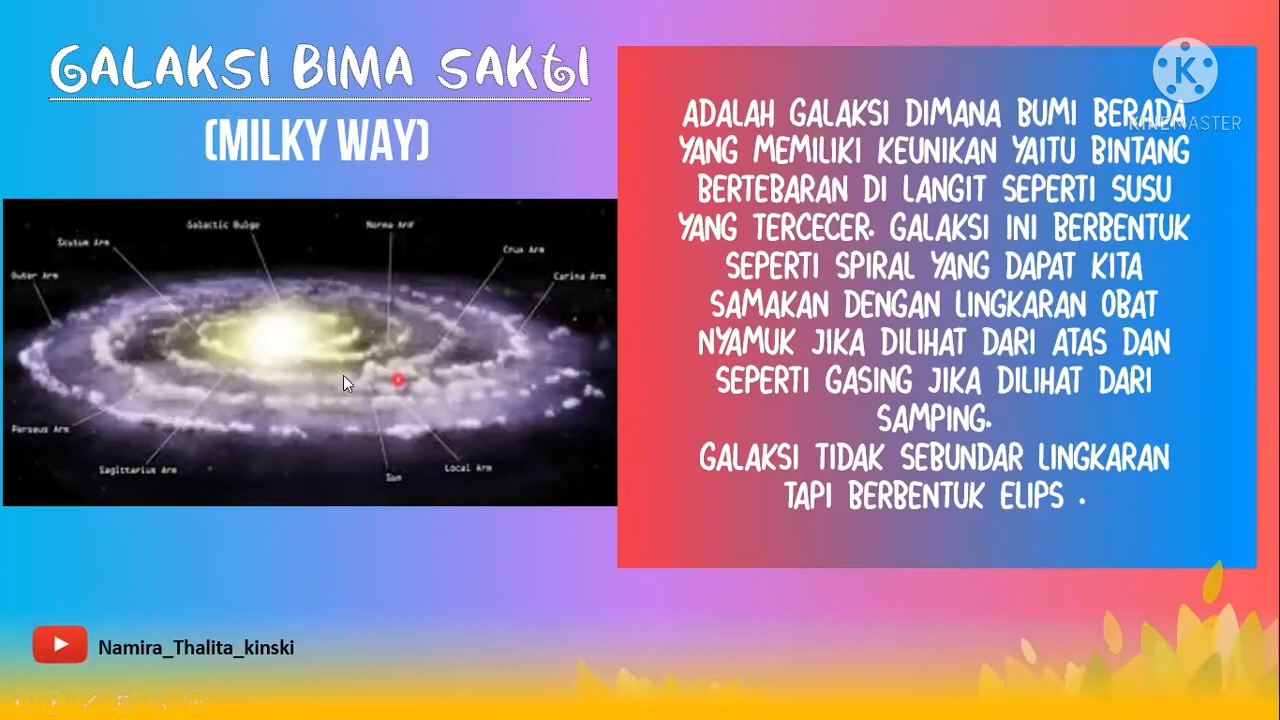 GALAKSI BIMA SAKTI
(MILKY WAY)
Galactic Bulge
Norma Arm
Scutum Arm
Crux Arm
Outer Arm
Carina Arm
Perseus Arm
Sagittarius Arm
Local Arm
Sun
ADALAH GALAKSI DIMANA BUMI BERADA
YANG MEMILIKI KEUNIKAN YAITU BINTANG
BERTEBARAN DI LANGIT SEPERTI SUSU
YANG TERCECER. GALAKSI INI BERBENTUK
SEPERTI SPIRAL YANG DAPAT KITA
SAMAKAN DENGAN LINGKARAN OBAT
NYAMUK JIKA DILIHAT DARI ATAS DAN
SEPERTI GASING JIKA DILIHAT DARI
SAMPING.
GALAKSI TIDAK SEBUNDAR LINGKARAN
TAPI BERBENTUK ELIPS .
K
KINEMASTER
Namira_Thalita_kinski